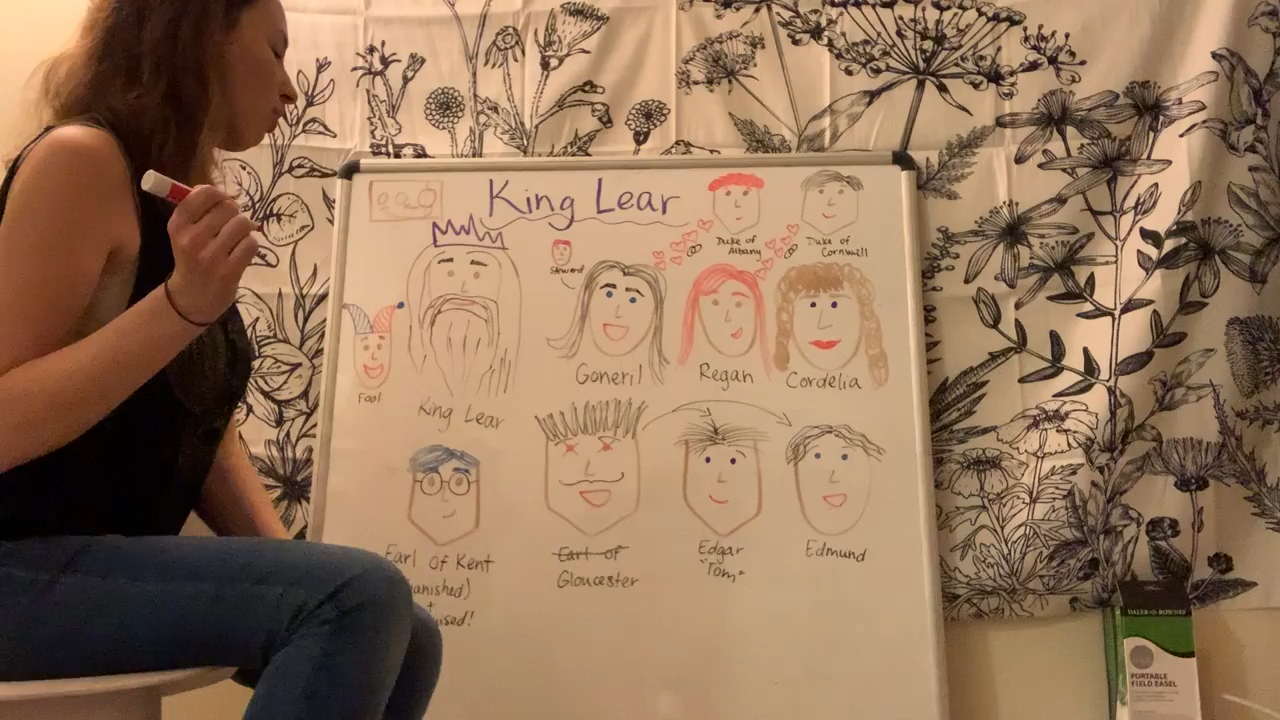 King Lear
Duke of
Albany
Duke of
Cornwall
Steward
Fool
King Lear
Goneril
Regan
Cordelia
Earl of Kent
anished)
+
uised!
Earl of
Gloucester
Edgar
"Tom"
Edmund
DALER ROWNEY
PORTABLE
FIELD EASEL